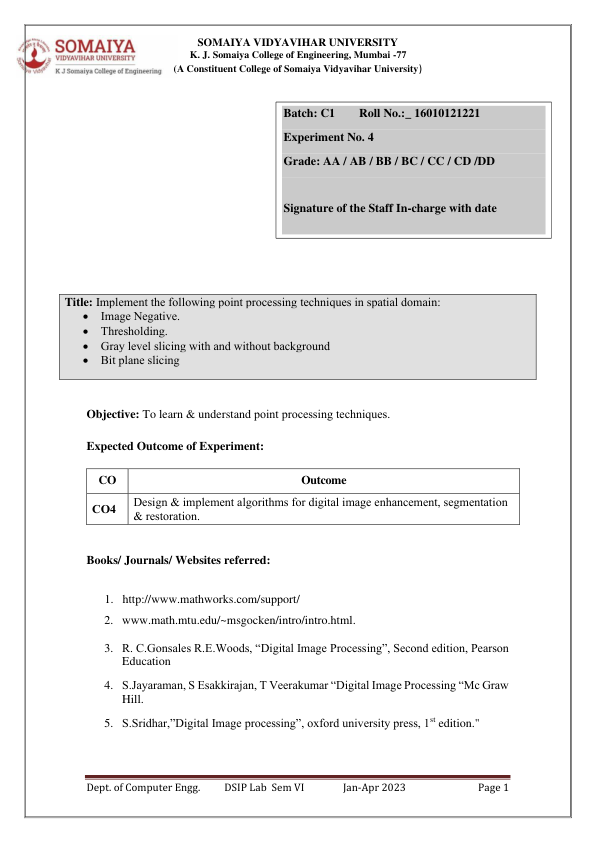 SOMAIYA
VIDYAVIHAR UNIVERSITY
K J Somaiya College of Engineering
SOMAIYA VIDYAVIHAR UNIVERSITY
K. J. Somaiya College of Engineering, Mumbai -77
(A Constituent College of Somaiya Vidyavihar University)
Batch: C1 Roll No.:_ 16010121221
Experiment No. 4
Grade: AA / AB / BB / BC / CC / CD /DD
Signature of the Staff In-charge with date
Title: Implement the following point processing techniques in spatial domain:
• Image Negative.
• Thresholding.
• Gray level slicing with and without background
• Bit plane slicing
Objective: To learn & understand point processing techniques.
Expected Outcome of Experiment:
CO Outcome
CO4 Design & implement algorithms for digital image enhancement, segmentation
& restoration.
Books/ Journals/ Websites referred:
1. http://www.mathworks.com/support/
2. www.math.mtu.edu/~msgocken/intro/intro.html.
3. R. C.Gonsales R.E.Woods, “Digital Image Processing”, Second edition, Pearson
Education
4. S.Jayaraman, S Esakkirajan, T Veerakumar “Digital Image Processing “Mc Graw
Hill.
5. S.Sridhar,”Digital Image processing”, oxford university press, 1st edition."
Dept. of Computer Engg. DSIP Lab Sem VI Jan-Apr 2023 Page 1